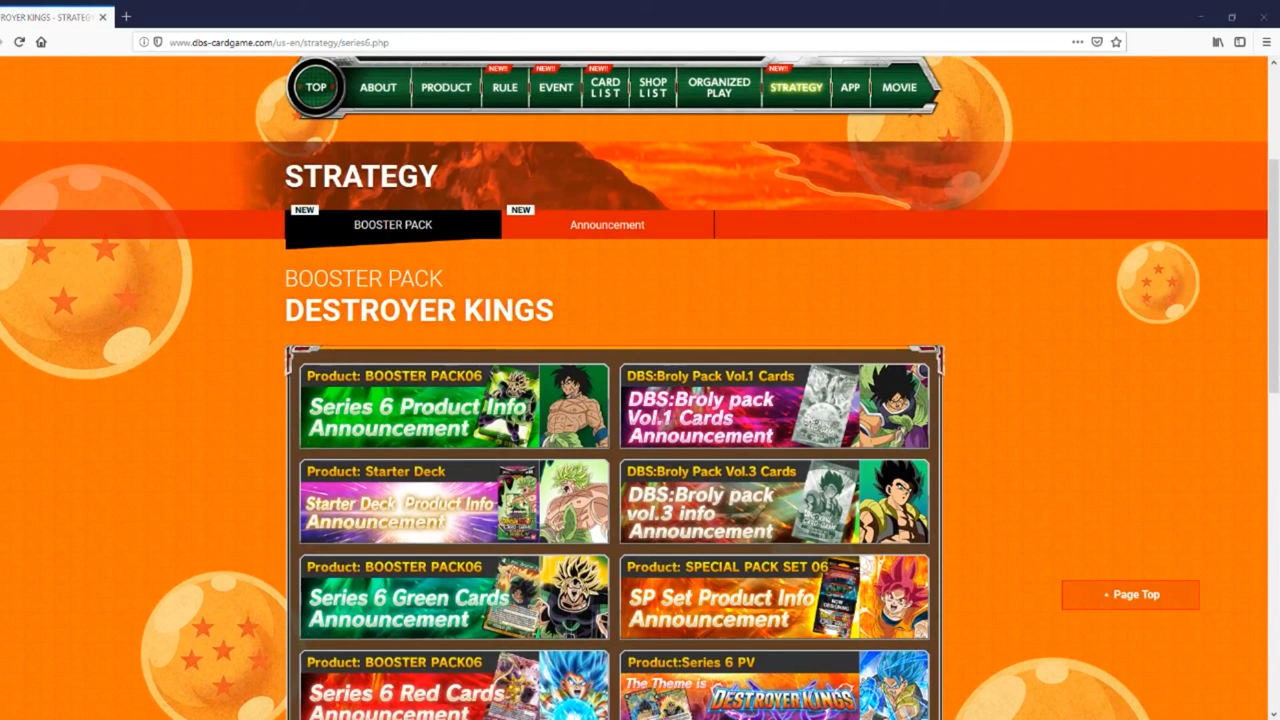 ROYER KINGS - STRATEG
www.dbs-cardgame.com/us-en/strategy/series6.php
TOP
ABOUT
PRODUCT
NEW!!
RULE
NEW!!
EVENT
NEW!!
CARD
LIST
SHOP
LIST
ORGANIZED
PLAY
NEW!!
STRATEGY
APP
MOVIE
STRATEGY
NEW
BOOSTER PACK
NEW
Announcement
BOOSTER PACK
DESTROYER KINGS
Product: BOOSTER PACK06
Series 6 Product Info
Announcement
DBS:Broly Pack Vol.1 Cards
DBS:Broly pack
Vol.1 Cards
Announcement
Product: Starter Deck
Starter Deck Product Info
Announcement
DBS:Broly Pack Vol.3 Cards
DBS:Broly pack
vol.3 info
Announcement
Product: BOOSTER PACK06
Series 6 Green Cards
Announcement
Product: SPECIAL PACK SET 06
SP Set Product Info
Announcement
Page Top
Product: BOOSTER PACK06
Series 6 Red Cards
Announcement
Product:Series 6 PV
The Theme is
DESTROYER KINGS